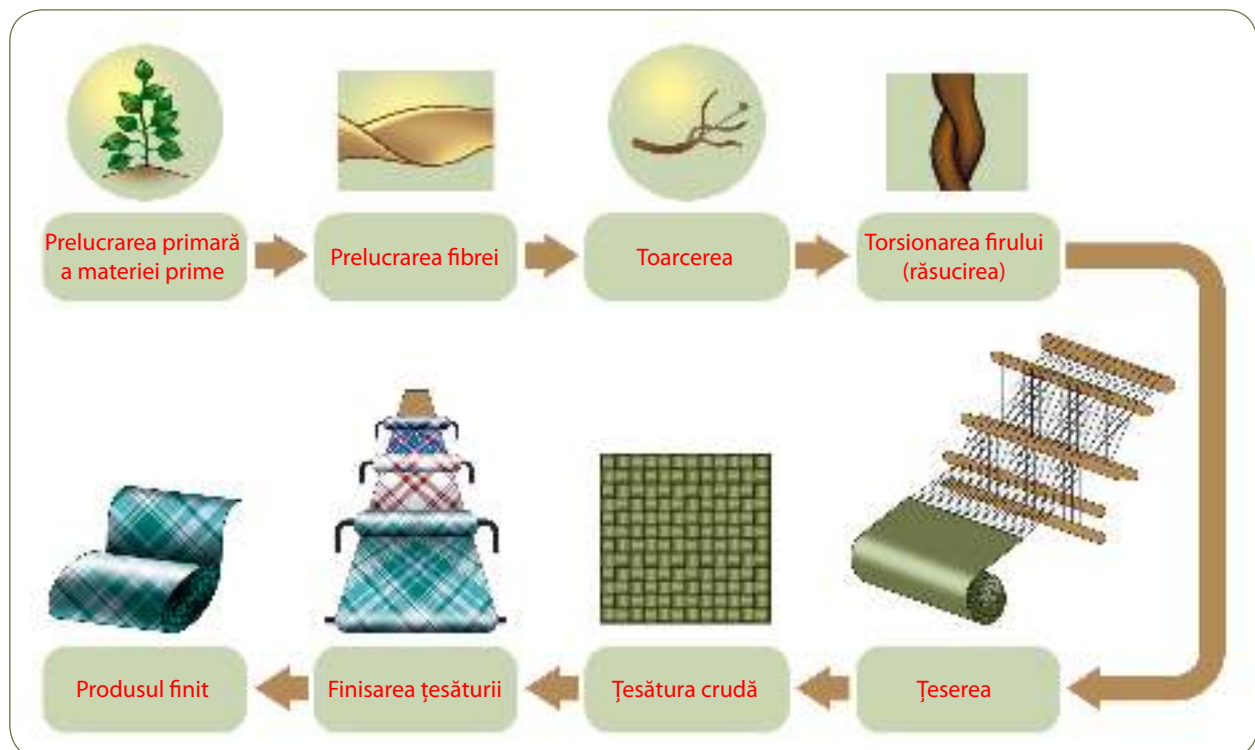 Prelucrarea primară
a materiei prime
Prelucrarea fibrei
Toarcerea
Torsionarea firului
(răsucirea)
Țeserea
Țesătura crudă
Finisarea țesăturii
Produsul finit